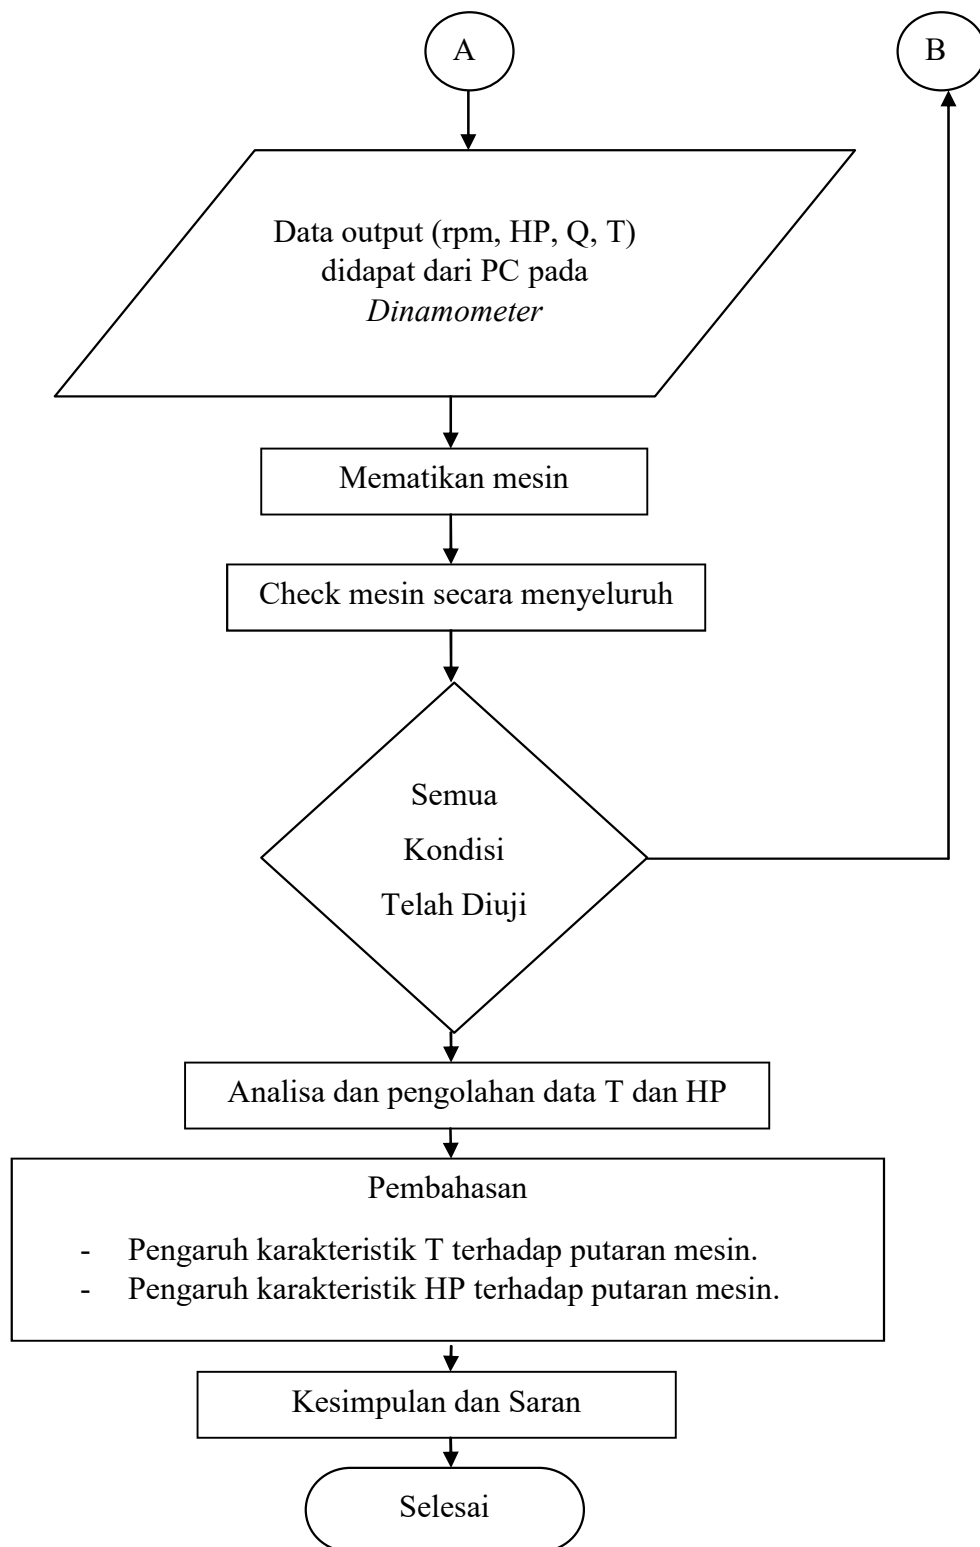 A
B
Data output (rpm, HP, Q, T)
didapat dari PC pada
Dinamometer
Mematikan mesin
Check mesin secara menyeluruh
Semua
Kondisi
Telah Diuji
Analisa dan pengolahan data T dan HP
Pembahasan
- Pengaruh karakteristik T terhadap putaran mesin.
- Pengaruh karakteristik HP terhadap putaran mesin.
Kesimpulan dan Saran
Selesai